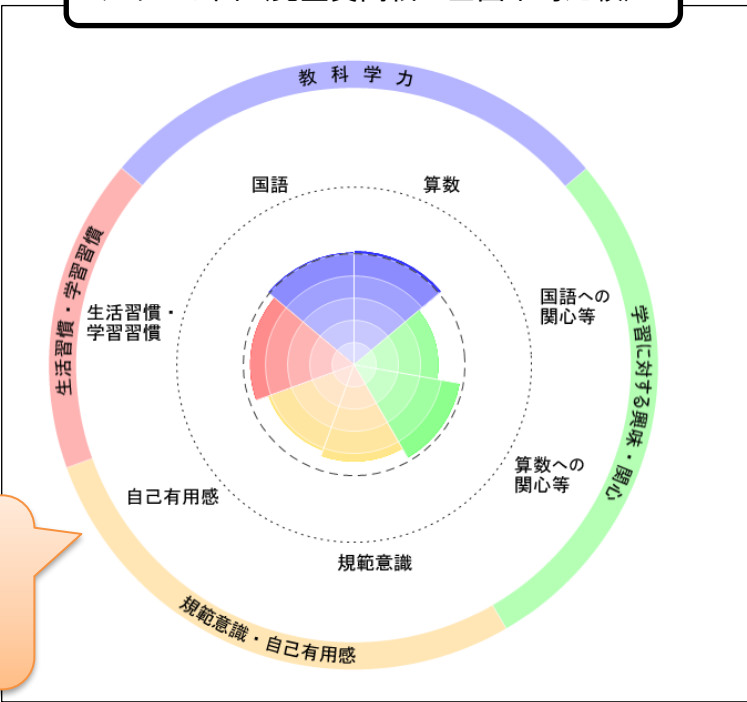 教科学力
国語
算数
生活習慣・学習習慣
生活習慣・
学習習慣
国語への
関心等
学習に対する興味・関心
算数への
関心等
自己有用感
規範意識
規範意識・自己有用感